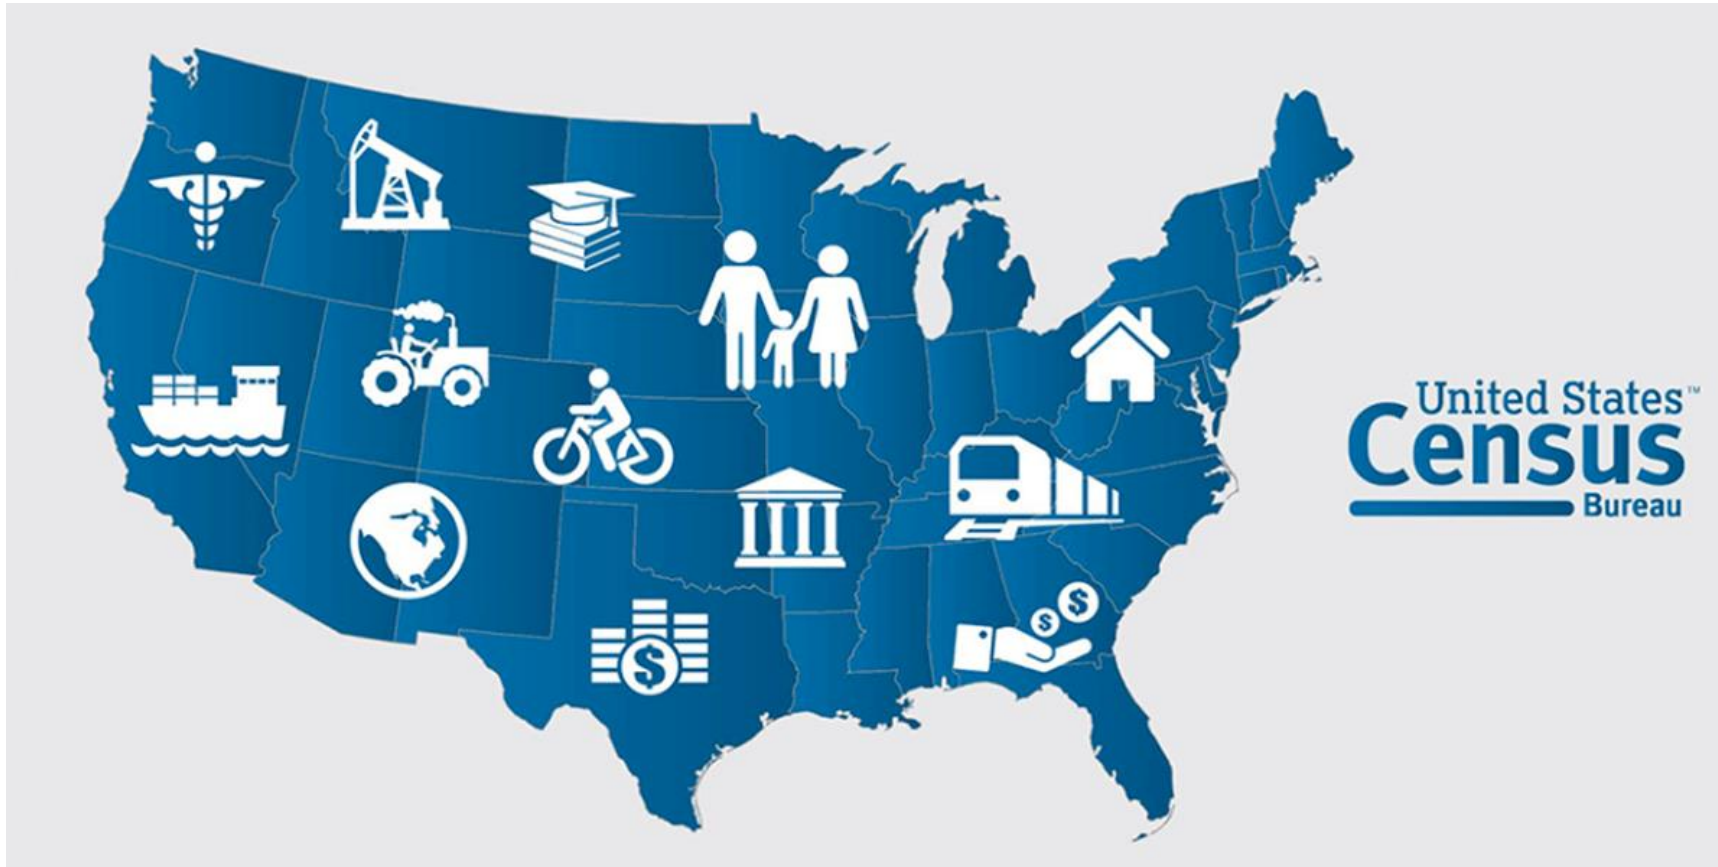 $
$
$
United States™
Census
Bureau